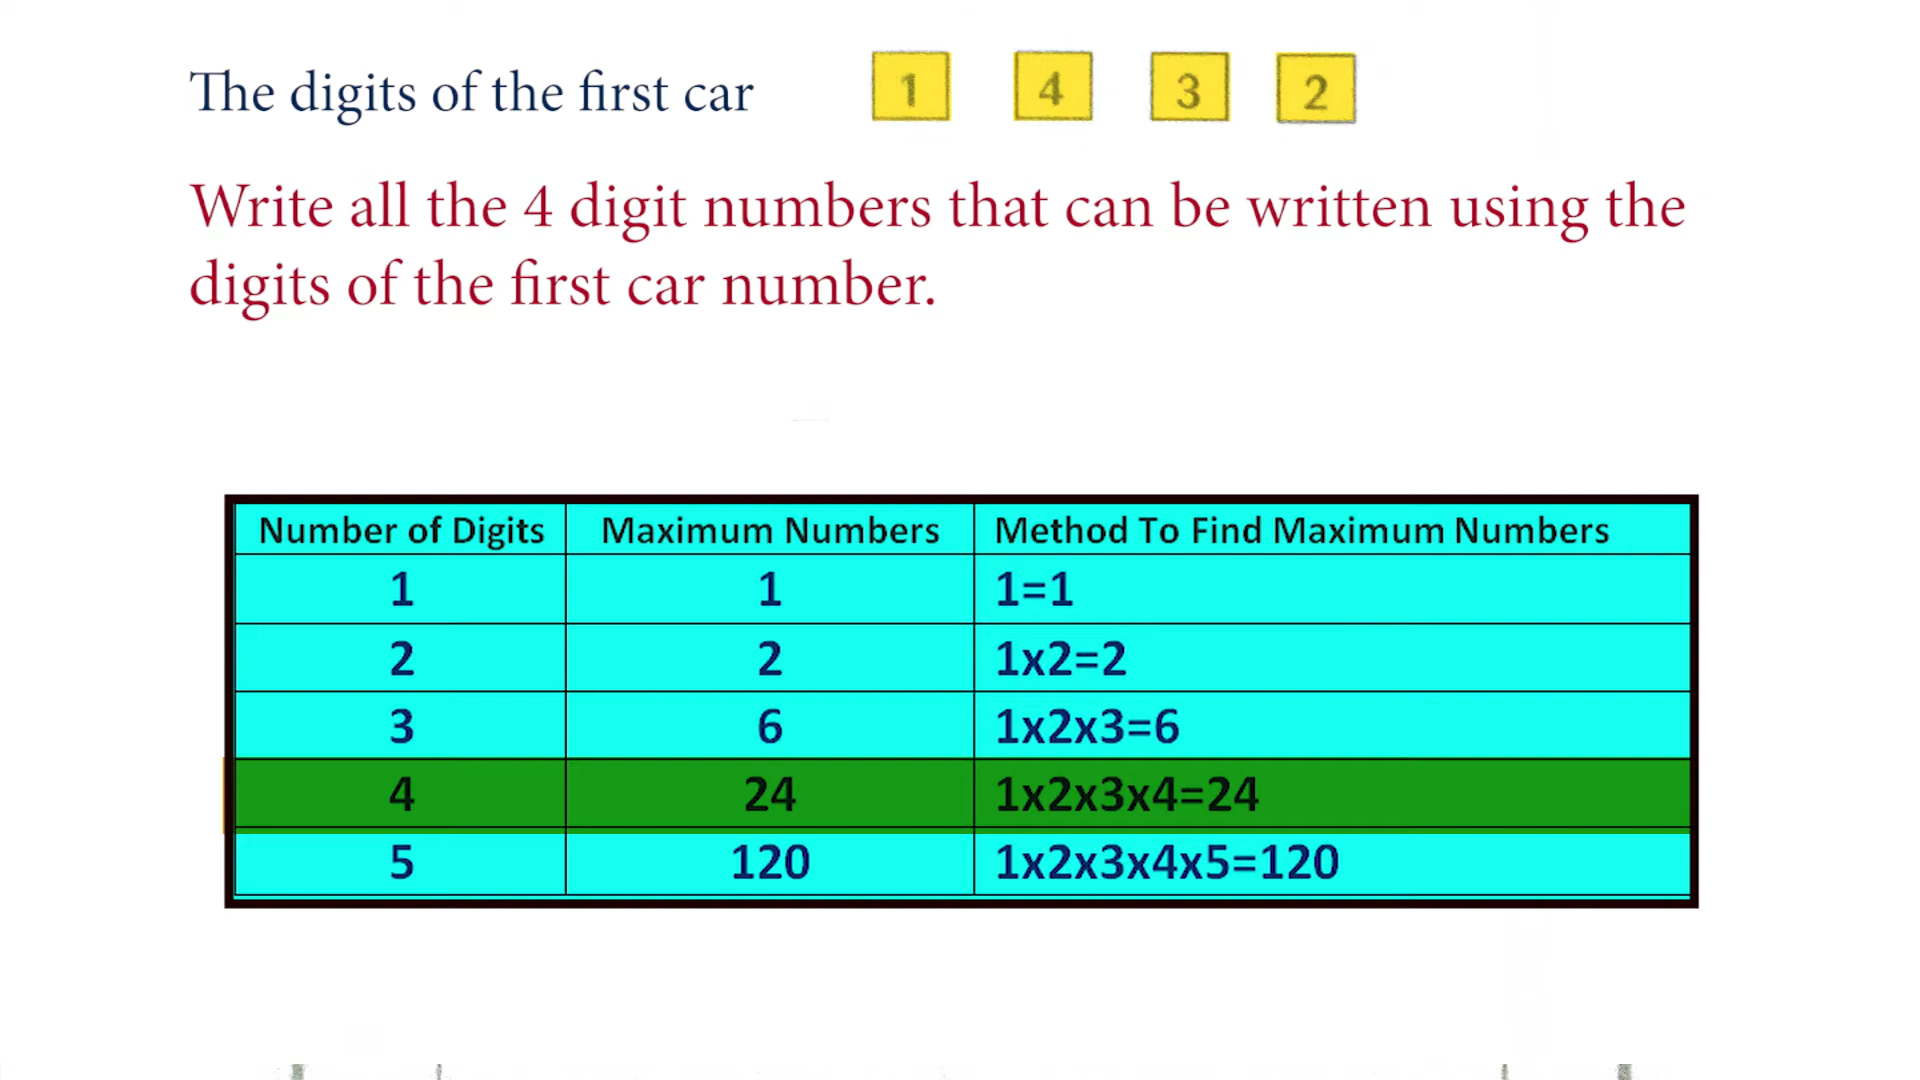 The digits of the first car 1 4 3 2
Write all the 4 digit numbers that can be written using the
digits of the first car number.
Number of Digits Maximum Numbers Method To Find Maximum Numbers
1 1 1=1
2 2 1x2=2
3 6 1x2x3=6
4 24 1x2x3x4=24
5 120 1x2x3x4x5=120